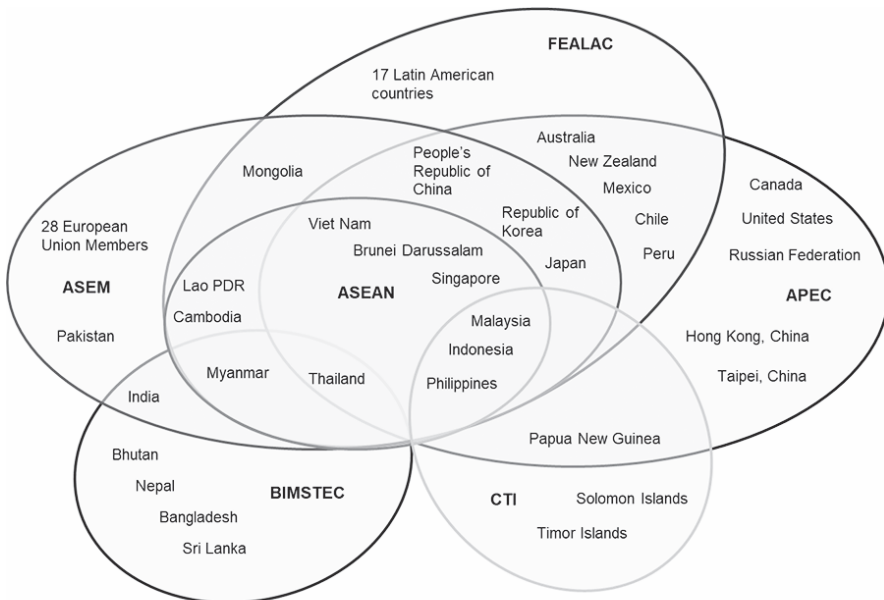 FEALAC
17 Latin American
countries
Australia
People's
Republic of
China
New Zealand
Mongolia
Mexico
Canada
Republic of
Korea
Chile
United States
28 European
Union Members
Viet Nam
Brunei Darussalam
Peru
Russian Federation
Japan
Singapore
ASEM
Lao PDR
ASEAN
APEC
Cambodia
Malaysia
Pakistan
Indonesia
Hong Kong, China
Myanmar
Thailand
Philippines
Taipei, China
India
Papua New Guinea
Bhutan
Nepal
BIMSTEC
CTI
Solomon Islands
Bangladesh
Timor Islands
Sri Lanka